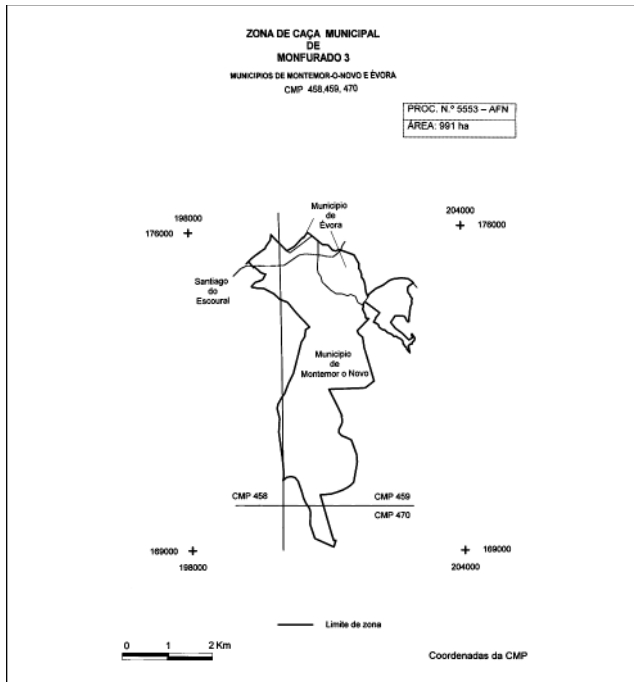 ZONA DE CAÇA MUNICIPAL
DE
MONFURADO 3
MUNICIPIOS DE MONTEMOR-O-NOVO E ÉVORA
CMP 458,459, 470
PROC. N.º 5553 – AFN
ÁREA: 991 ha
198000
176000
204000
176000
Municipio
de
Évora
Santiago
do
Escoural
Municipio
de
Montemor o Novo
CMP 458
CMP 459
CMP 470
169000
198000
169000
204000
Limite de zona
0 1 2 Km
Coordenadas da CMP